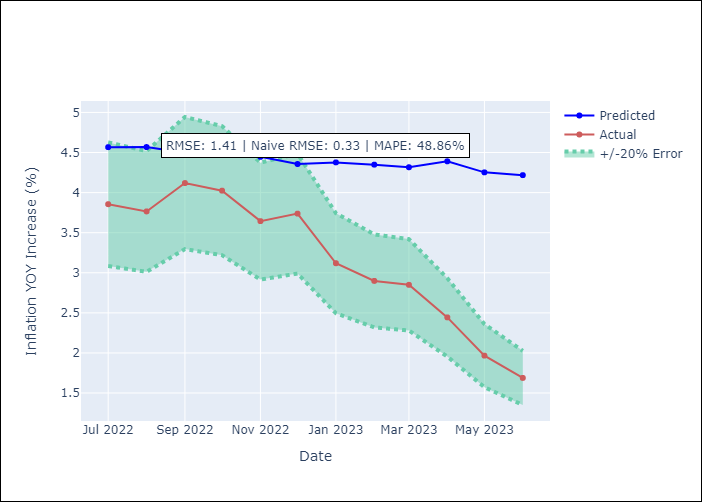 Predicted
Actual
+/-20% Error
RMSE: 1.41 | Naive RMSE: 0.33 | MAPE: 48.86%
Inflation YOY Increase (%)
5
4.5
4
3.5
3
2.5
2
1.5
Jul 2022
Sep 2022
Nov 2022
Jan 2023
Mar 2023
May 2023
Date